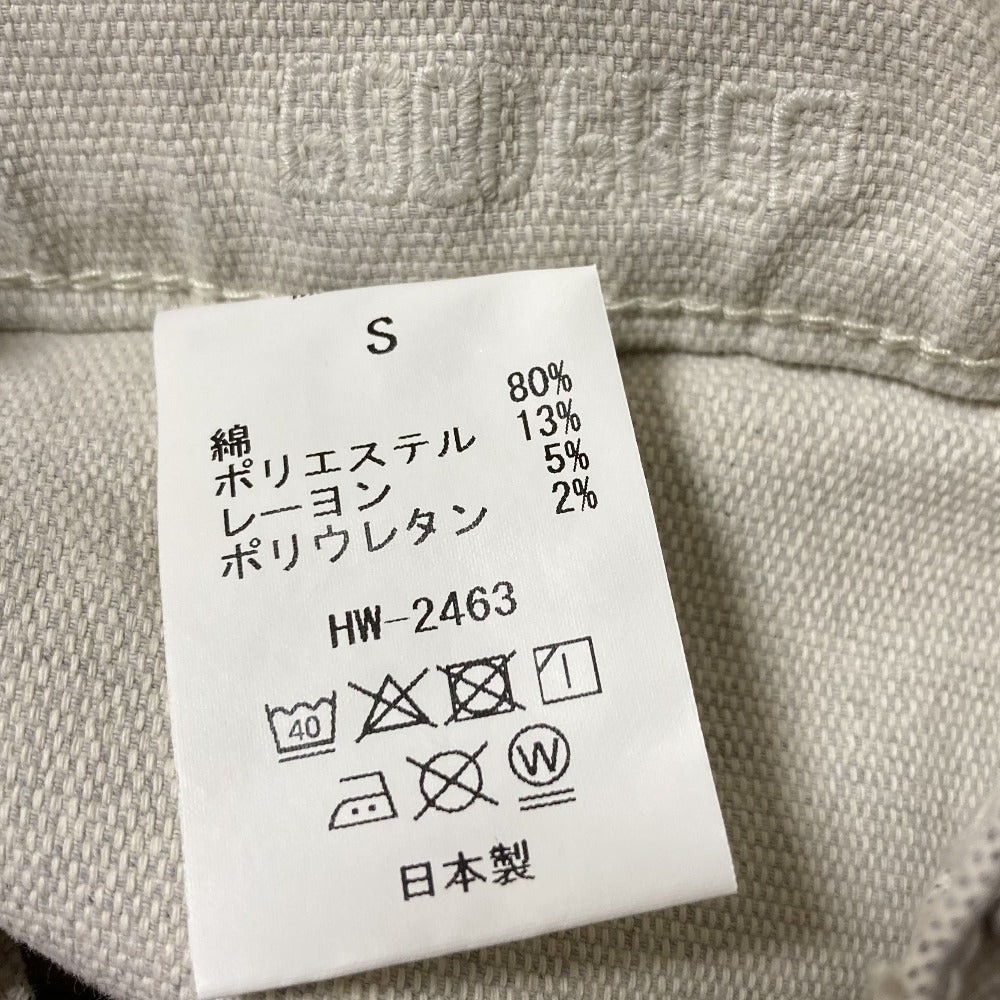 S
綿 80%
ポリエステル 13%
レーヨン 5%
ポリウレタン 2%
HW-2463
40
W
日本製